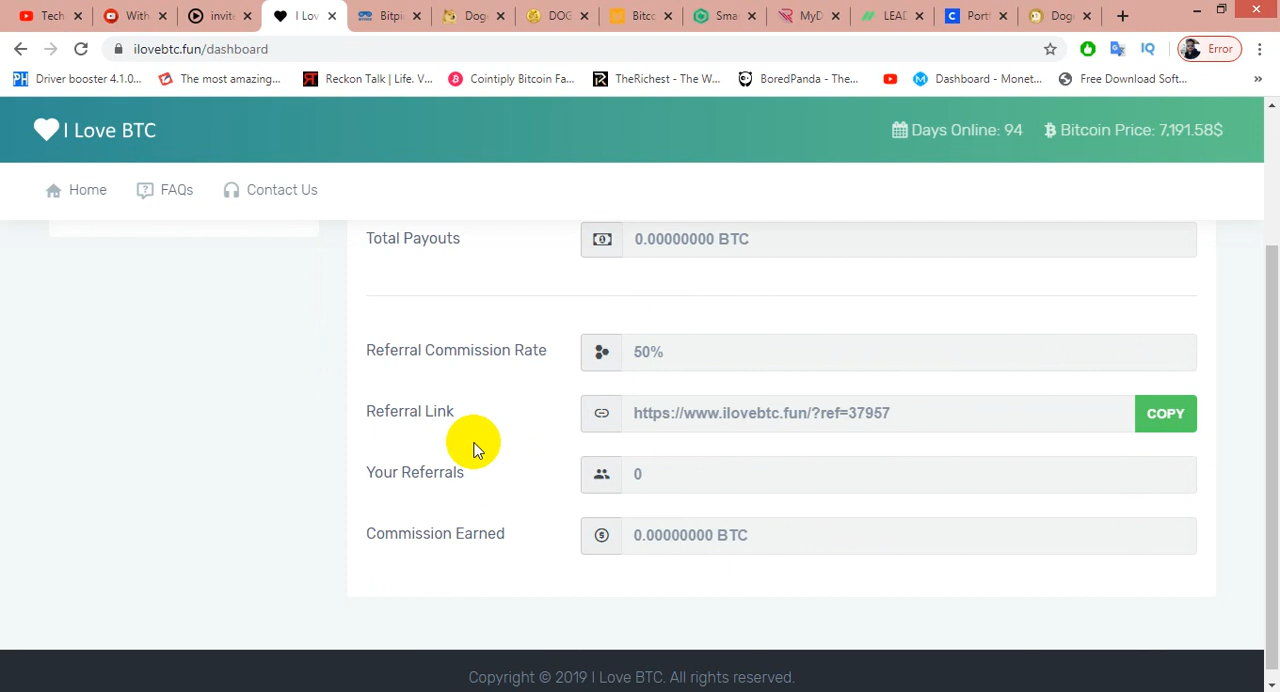 Tech
With
invite
I Lov
Bitpi
Dog
DOG
Bitco
Sma
MyD
LEAD
Portf
Dog
ilovebtc.fun/dashboard
Error
Driver booster 4.1.0...
The most amazing...
Reckon Talk | Life. V...
Cointiply Bitcoin Fa...
TheRichest - The W...
BoredPanda - The...
Dashboard - Monet...
Free Download Soft...
»
I Love BTC
Days Online: 94
Bitcoin Price: 7,191.58$
Home
FAQs
Contact Us
Total Payouts
0.00000000 BTC
Referral Commission Rate
50%
Referral Link
https://www.ilovebtc.fun/?ref=37957
COPY
Your Referrals
0
Commission Earned
0.00000000 BTC
Copyright © 2019 I Love BTC. All rights reserved.